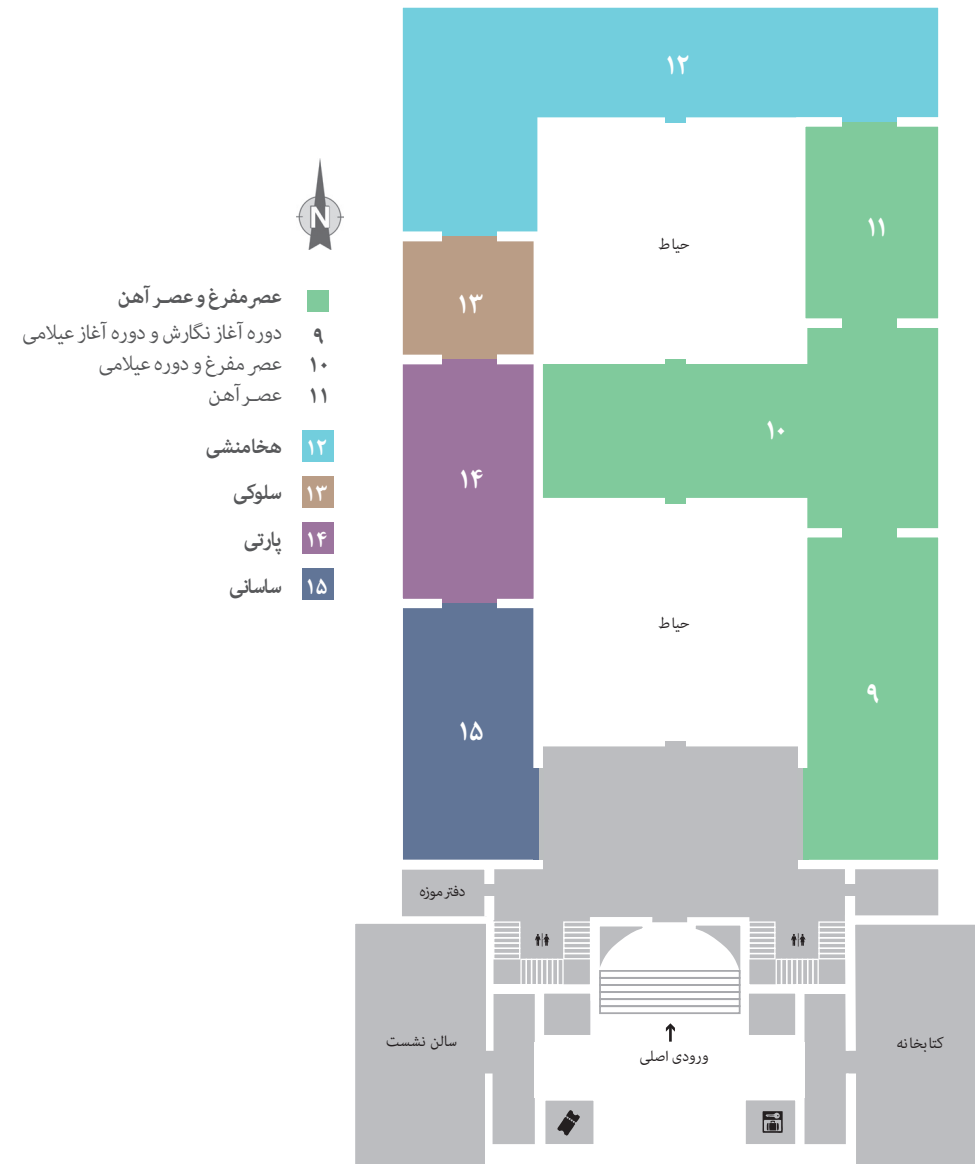 ۱۲
N
حیاط
۱۱
۱۳
عصر مفرغ و عصـر آهن
۹ دوره آغاز نگارش و دوره آغاز عیلامی
۱۰ عصر مفرغ و دوره عیلامی
۱۱ عصـر آهن
۱۲ هخامنشی
۱۳ سلوکی
۱۴ پارتی
۱۵ ساسانی
۱۰
۱۴
حیاط
۹
۱۵
دفتر موزه
کتابخانه
سالن نشست
ورودی اصلی